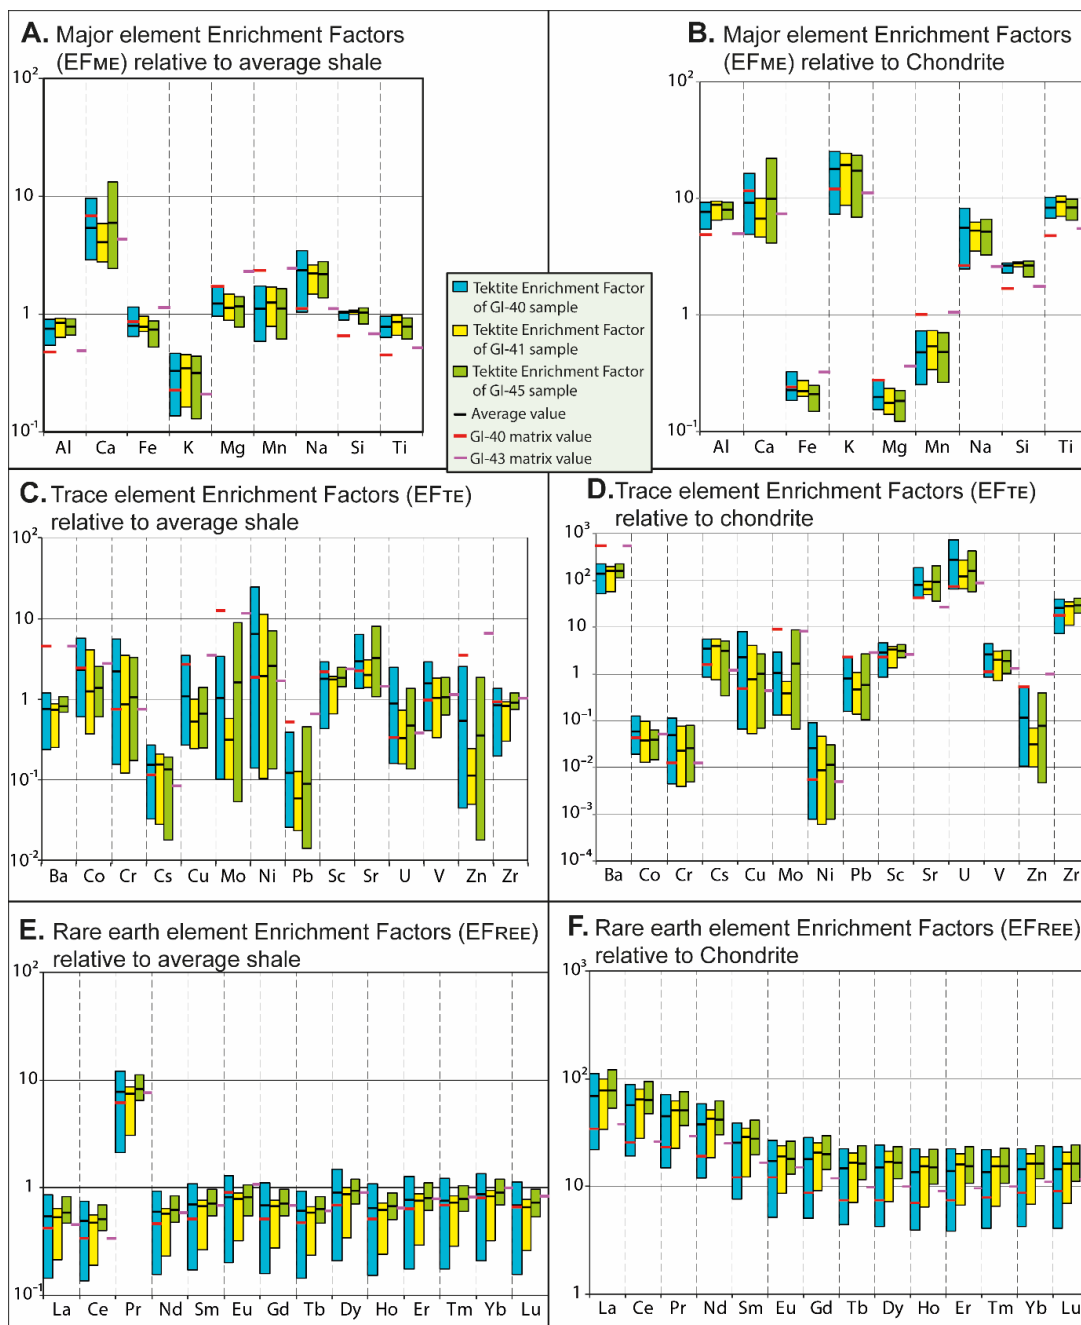 A. Major element Enrichment Factors
(EFME) relative to average shale
10²
10
1
10⁻¹
Al Ca Fe K Mg Mn Na Si Ti
B. Major element Enrichment Factors
(EFME) relative to Chondrite
10²
10
1
10⁻¹
Al Ca Fe K Mg Mn Na Si Ti
Tektite Enrichment Factor
of GI-40 sample
Tektite Enrichment Factor
of GI-41 sample
Tektite Enrichment Factor
of GI-45 sample
Average value
GI-40 matrix value
GI-43 matrix value
C. Trace element Enrichment Factors (EFTE)
relative to average shale
10²
10
1
10⁻¹
10⁻²
Ba Co Cr Cs Cu Mo Ni Pb Sc Sr U V Zn Zr
D. Trace element Enrichment Factors (EFTE)
relative to chondrite
10³
10²
10
1
10⁻¹
10⁻²
10⁻³
10⁻⁴
Ba Co Cr Cs Cu Mo Ni Pb Sc Sr U V Zn Zr
E. Rare earth element Enrichment Factors (EFREE)
relative to average shale
10²
10
1
10⁻¹
La Ce Pr Nd Sm Eu Gd Tb Dy Ho Er Tm Yb Lu
F. Rare earth element Enrichment Factors (EFREE)
relative to Chondrite
10³
10²
10
1
La Ce Pr Nd Sm Eu Gd Tb Dy Ho Er Tm Yb Lu